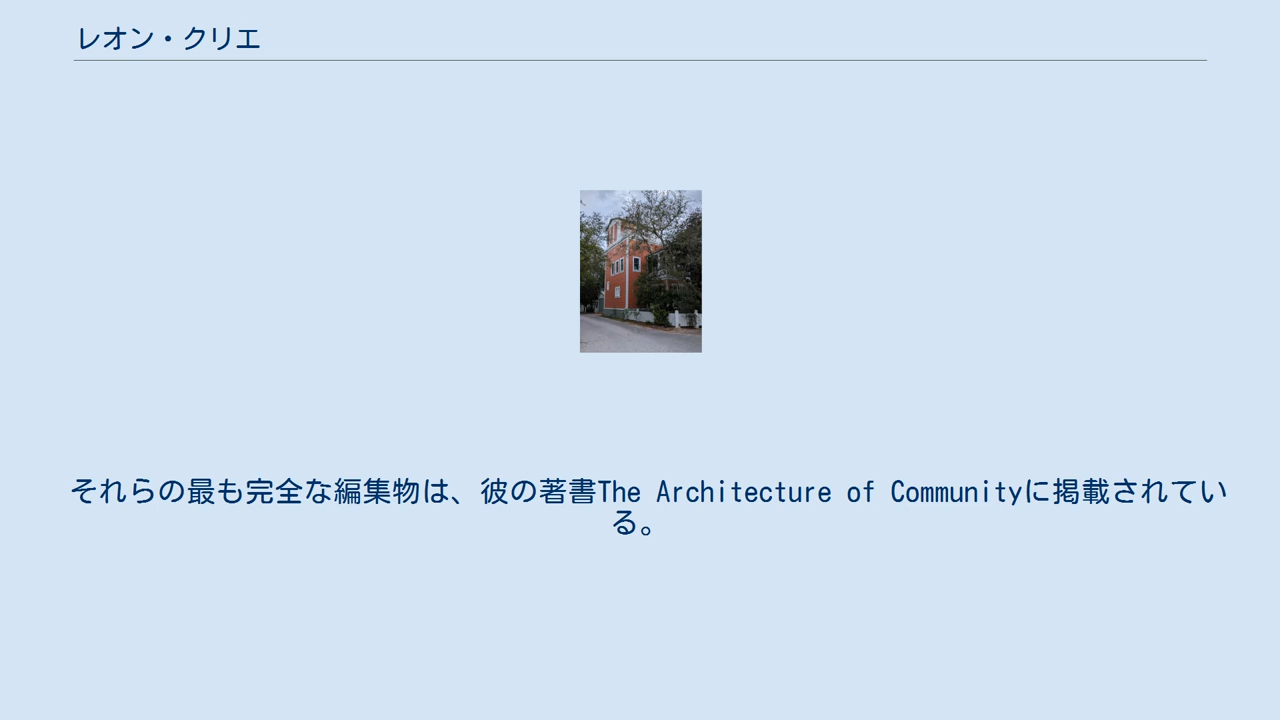 レオン・クリエ
それらの最も完全な編集物は、彼の著書The Architecture of Communityに掲載されてい
る。